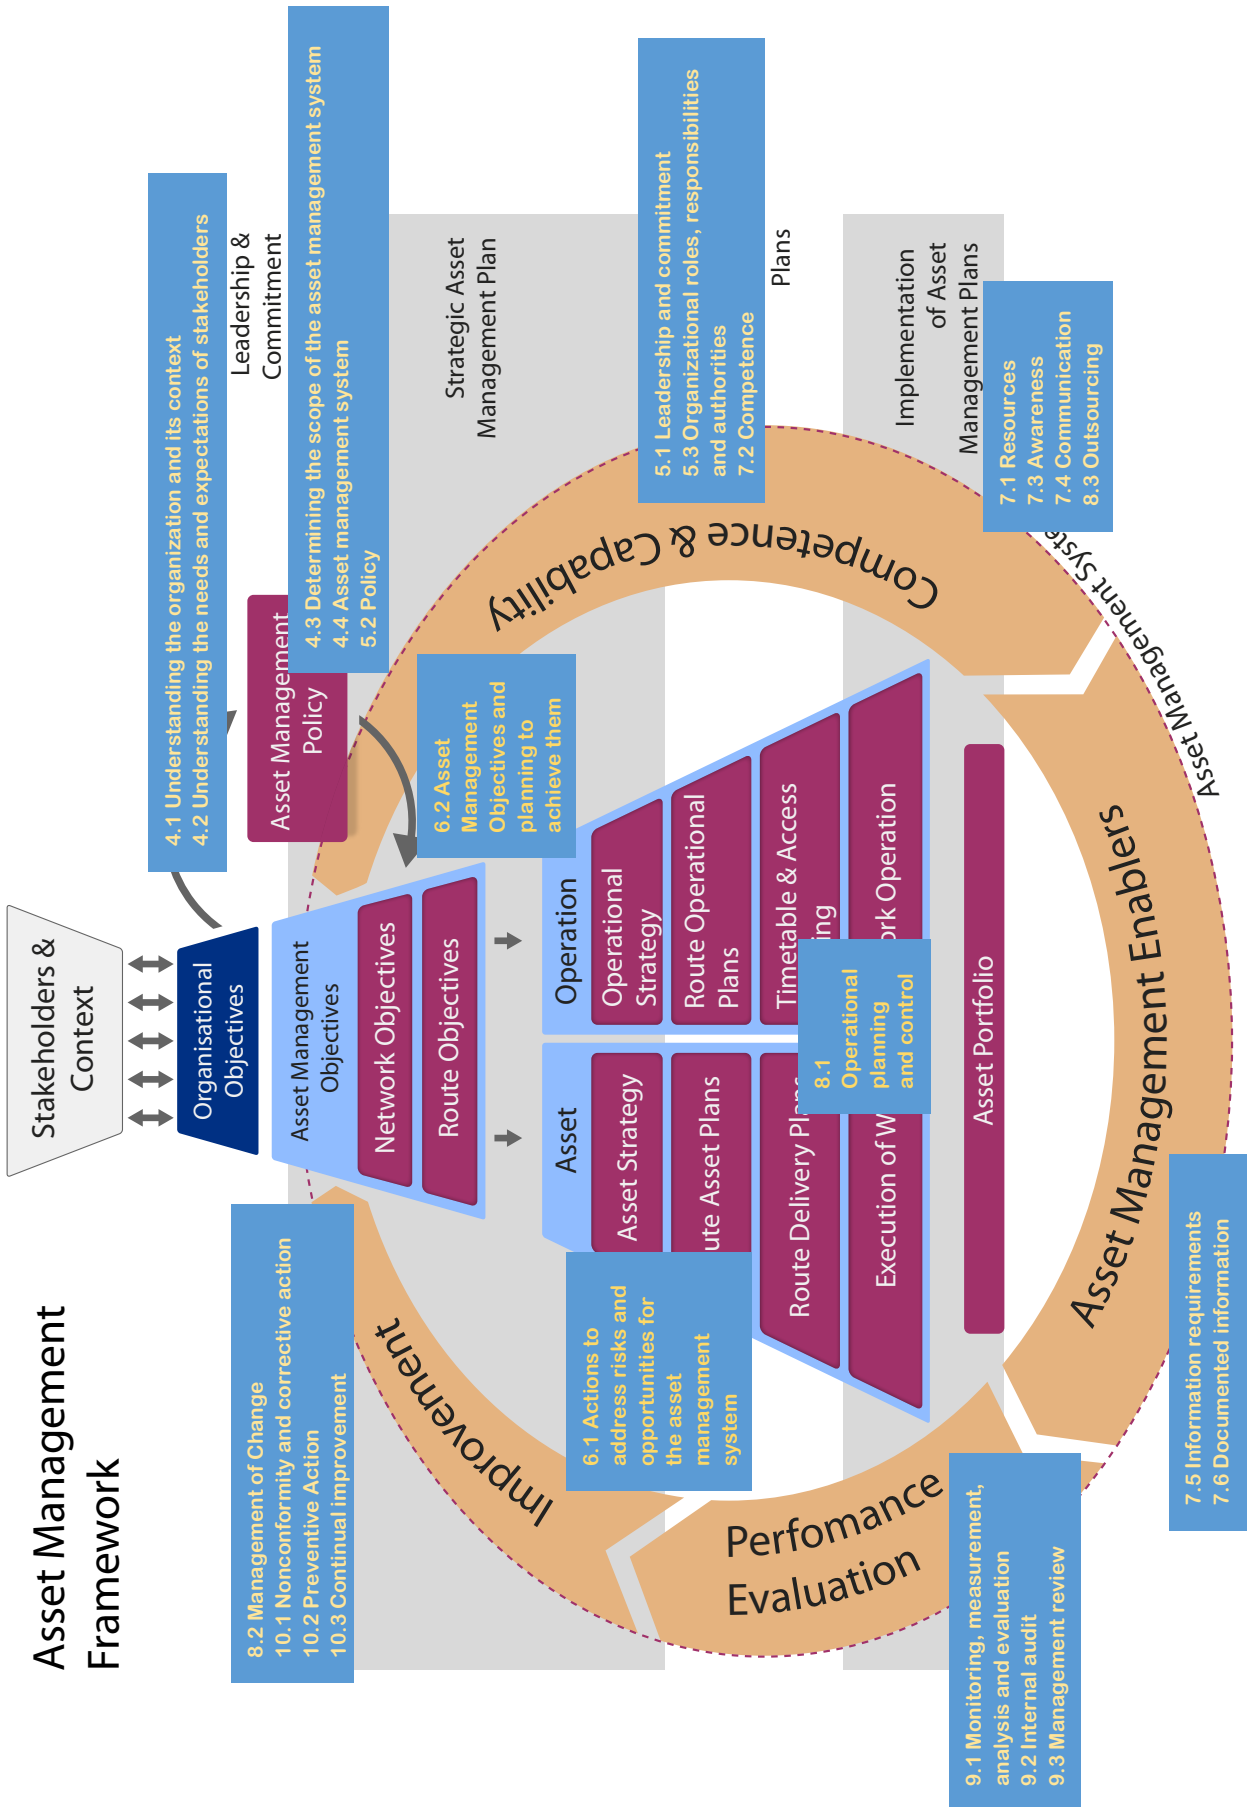 Asset Management
Framework
Stakeholders &
Context
4.1 Understanding the organization and its context
4.2 Understanding the needs and expectations of stakeholders
Organisational
Objectives
Leadership &
Commitment
Asset Management
Policy
4.3 Determining the scope of the asset management system
4.4 Asset management system
5.2 Policy
8.2 Management of Change
10.1 Nonconformity and corrective action
10.2 Preventive Action
10.3 Continual improvement
Asset Management
Objectives
Network Objectives
Route Objectives
6.2 Asset
Management
Objectives and
planning to
achieve them
Strategic Asset
Management Plan
Improvement
Competence & Capability
Asset
Asset Strategy
ute Asset Plans
Route Delivery Plans
Execution of W
Operation
Operational
Strategy
Route Operational
Plans
Timetable & Access
ing
rk Operation
6.1 Actions to
address risks and
opportunities for
the asset
management
system
5.1 Leadership and commitment
5.3 Organizational roles, responsibilities
and authorities
7.2 Competence
Plans
8.1
Operational
planning
and control
Implementation
of Asset
Management Plans
Perfomance
Evaluation
Asset Portfolio
7.1 Resources
7.3 Awareness
7.4 Communication
8.3 Outsourcing
9.1 Monitoring, measurement,
analysis and evaluation
9.2 Internal audit
9.3 Management review
Asset Management Enablers
Asset Management Syste
7.5 Information requirements
7.6 Documented information